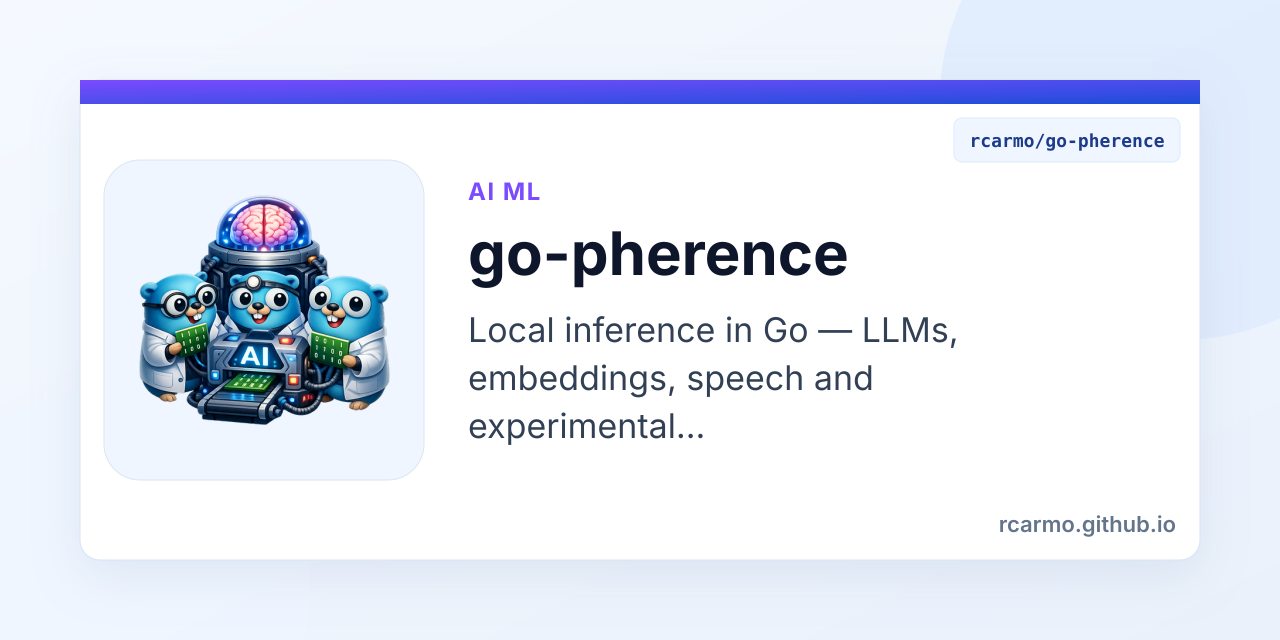 rcarmo/go-pherence
AI ML
go-pherence
Local inference in Go — LLMs,
embeddings, speech and
experimental...
AI
rcarmo.github.io